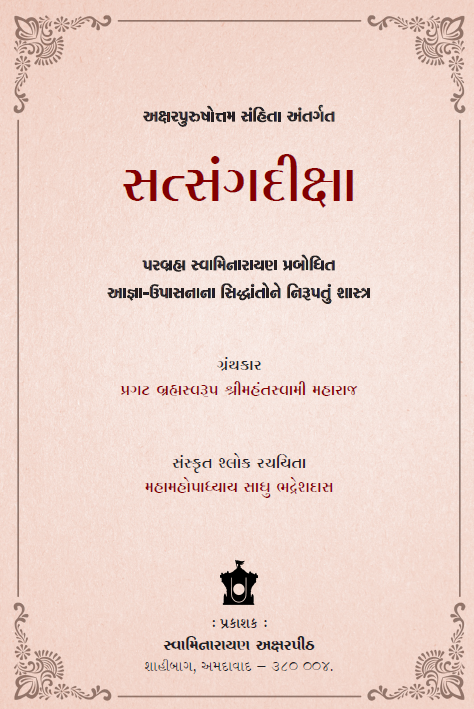 અક્ષરપુરુષોત્તમ સંહિતા અંતર્ગત
સત્સંગદીક્ષા
પરબ્રહ્મ સ્વામિનારાયણ પ્રબોધિત
આજ્ઞા-ઉપાસનાના સિદ્ધાંતોને નિરૂપતું શાસ્ત્ર
ગ્રંથકાર
પ્રગટ બ્રહ્મસ્વરૂપ શ્રીમહંતસ્વામી મહારાજ
સંસ્કૃત શ્લોક રચયિતા
મહામહોપાધ્યાય સાધુ ભદ્રેશદાસ
: પ્રકાશક :
સ્વામિનારાયણ અક્ષરપીઠ
શાહીબાગ, અમદાવાદ – ૩૮૦ ૦૦૪.